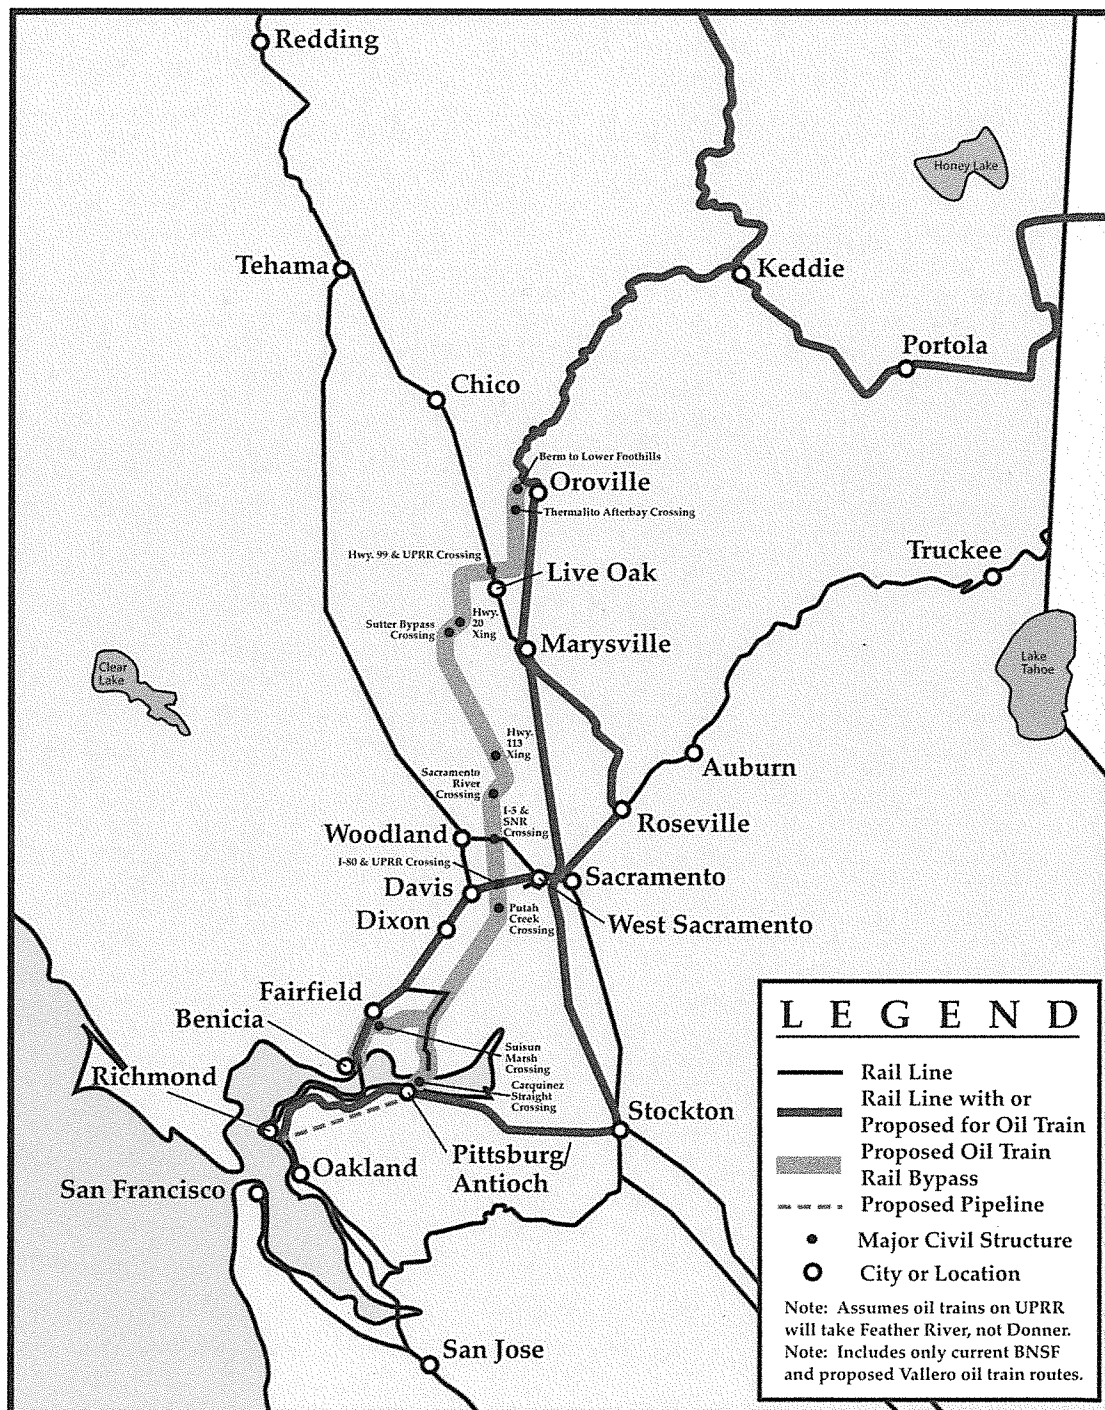 Redding
Honey Lake
Tehama
Keddie
Portola
Chico
Berm to Lower Foothills
Oroville
Thermalito Afterbay Crossing
Hwy. 99 & UPRR Crossing
Truckee
Live Oak
Hwy.
20
Xing
Sutter Bypass
Crossing
Marysville
Clear
Lake
Lake
Tahoe
Hwy.
113
Xing
Sacramento
River
Crossing
Auburn
I-5 &
SNR
Crossing
Roseville
Woodland
I-80 & UPRR Crossing
Davis
Sacramento
Dixon
Putah
Creek
Crossing
West Sacramento
Fairfield
Benicia
Suisun
Marsh
Crossing
Richmond
Carquinez
Straight
Crossing
Stockton
Oakland
Pittsburg/
Antioch
San Francisco
San Jose
LEGEND
Rail Line
Rail Line with or
Proposed for Oil Train
Proposed Oil Train
Rail Bypass
Proposed Pipeline
Major Civil Structure
City or Location
Note: Assumes oil trains on UPRR
will take Feather River, not Donner.
Note: Includes only current BNSF
and proposed Vallero oil train routes.